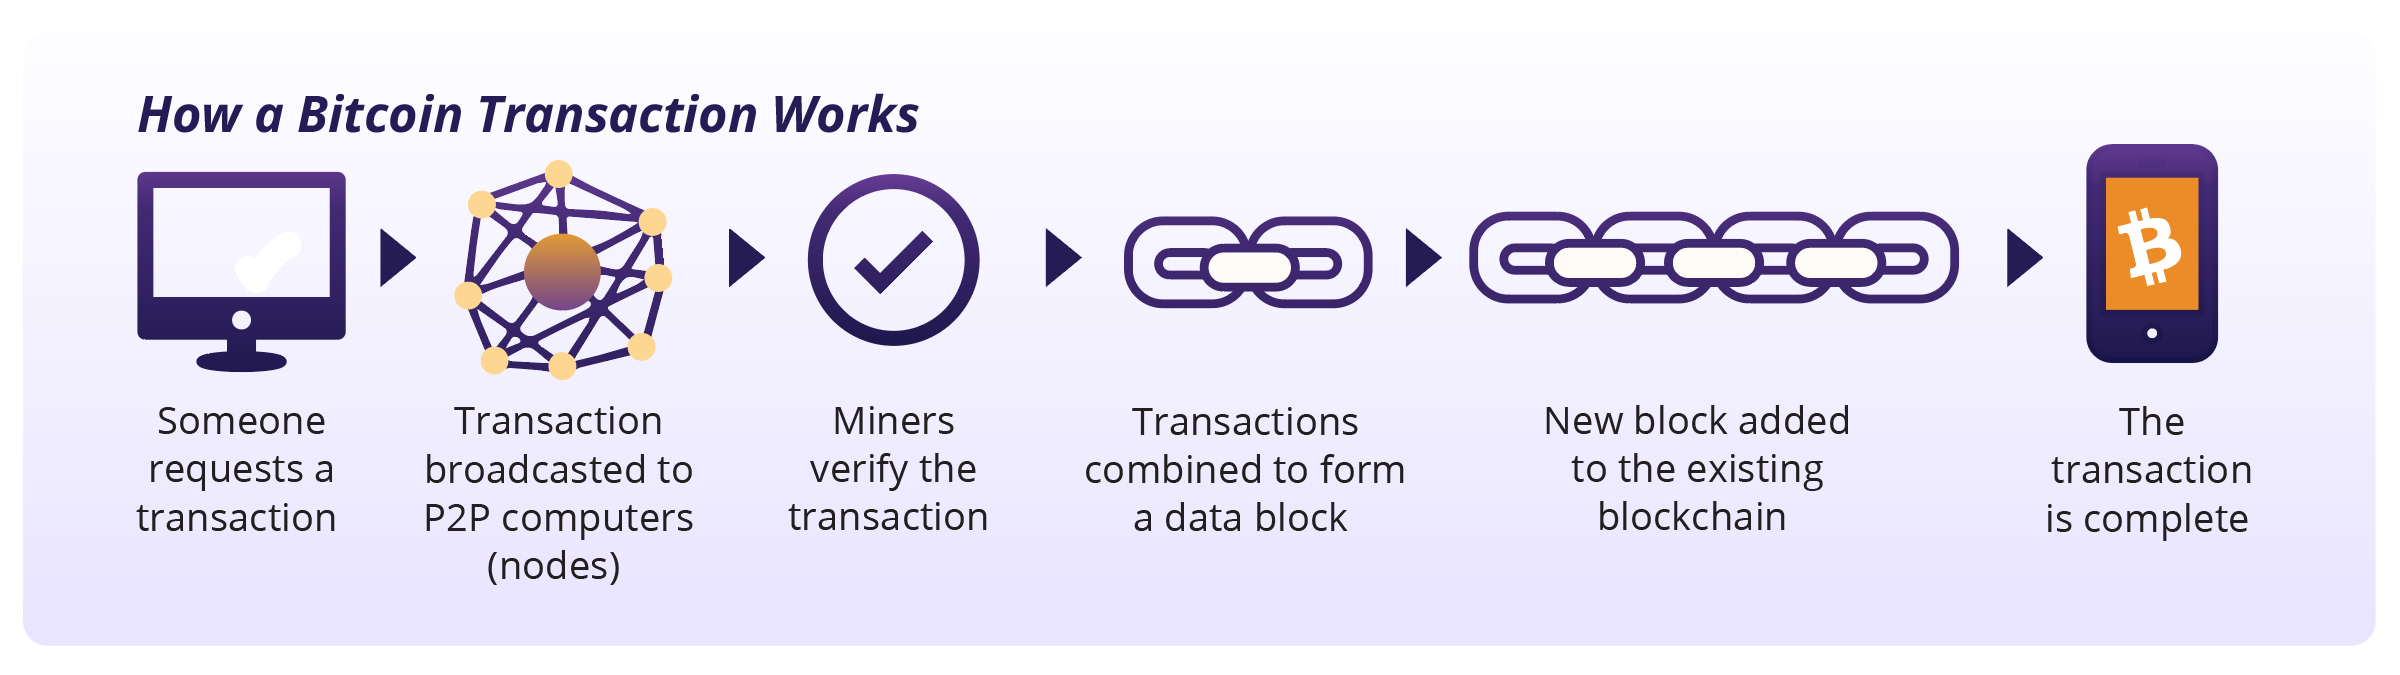 How a Bitcoin Transaction Works
Someone
requests a
transaction
Transaction
broadcasted to
P2P computers
(nodes)
Miners
verify the
transaction
Transactions
combined to form
a data block
New block added
to the existing
blockchain
The
transaction
is complete